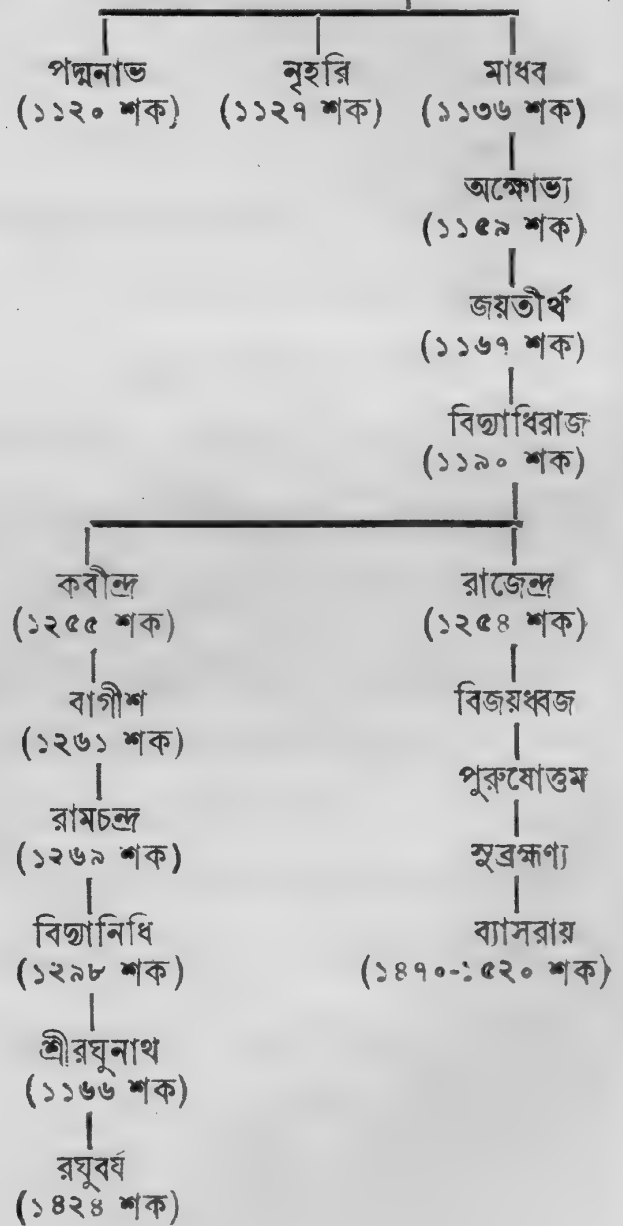 পদ্মনাভ নৃহরি মাধব
(১১২০ শক) (১১২৭ শক) (১১৩৬ শক)
অক্ষোভ্য
(১১৫৯ শক)
জয়তীর্থ
(১১৬৭ শক)
বিদ্যাধিরাজ
(১১৯০ শক)
কবীন্দ্র রাজেন্দ্র
(১২৫৫ শক) (১২৫৪ শক)
বাগীশ বিজয়ধ্বজ
(১২৬১ শক)
পুরুষোত্তম
রামচন্দ্র
(১২৬৯ শক) সুব্রহ্মণ্য
বিদ্যানিধি ব্যাসরায়
(১২৯৮ শক) (১৪৭০-১৫২০ শক)
শ্রীরঘুনাথ
(১১৬৬ শক)
রঘুবর্য
(১৪২৪ শক)